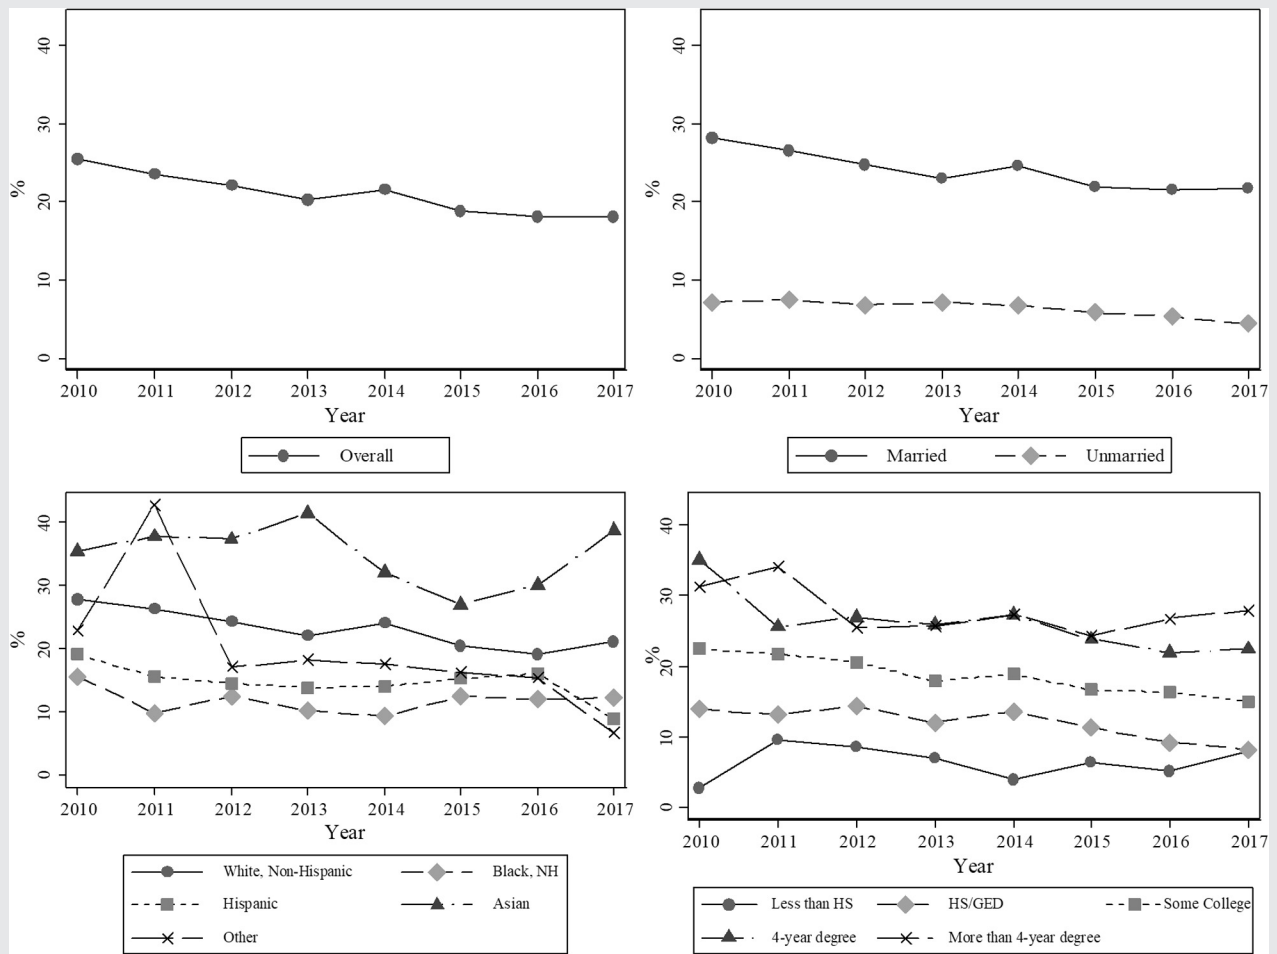 40
30
20
10
0
%
2010 2011 2012 2013 2014 2015 2016 2017
Year
Overall
40
30
20
10
0
%
2010 2011 2012 2013 2014 2015 2016 2017
Year
Married Unmarried
40
30
20
10
0
%
2010 2011 2012 2013 2014 2015 2016 2017
Year
White, Non-Hispanic Black, NH
Hispanic Asian
Other
40
30
20
10
0
%
2010 2011 2012 2013 2014 2015 2016 2017
Year
Less than HS HS/GED Some College
4-year degree More than 4-year degree